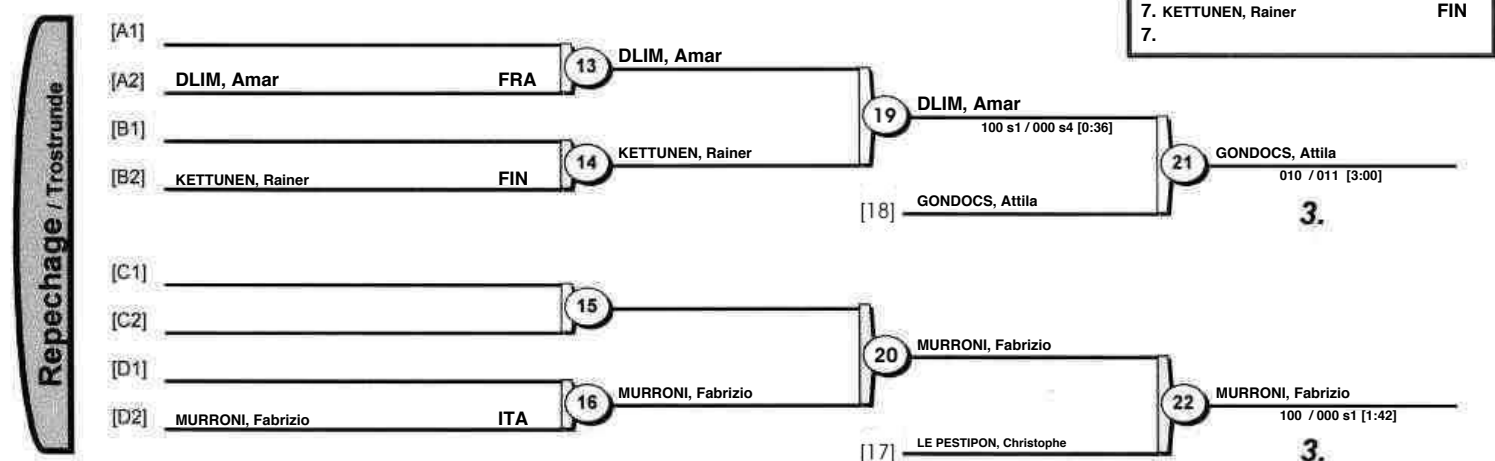 7. KETTUNEN, Rainer FIN
7.
Repechage / Trostrunde
[A1]
[A2] DLIM, Amar FRA
13 DLIM, Amar
[B1]
[B2] KETTUNEN, Rainer FIN
14 KETTUNEN, Rainer
19 DLIM, Amar
100 s1 / 000 s4 [0:36]
[18] GONDOCS, Attila
21 GONDOCS, Attila
010 / 011 [3:00]
3.
[C1]
[C2]
15
[D1]
[D2] MURRONI, Fabrizio ITA
16 MURRONI, Fabrizio
20 MURRONI, Fabrizio
[17] LE PESTIPON, Christophe
22 MURRONI, Fabrizio
100 / 000 s1 [1:42]
3.